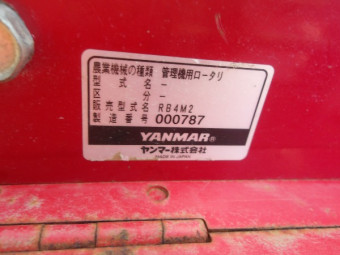 農業機械の種類 管理機用ロータリ
型式名 −
区分 −
販売型式名 RB4M2
製造番号 000787
YANMAR®
ヤンマー株式会社
MADE IN JAPAN